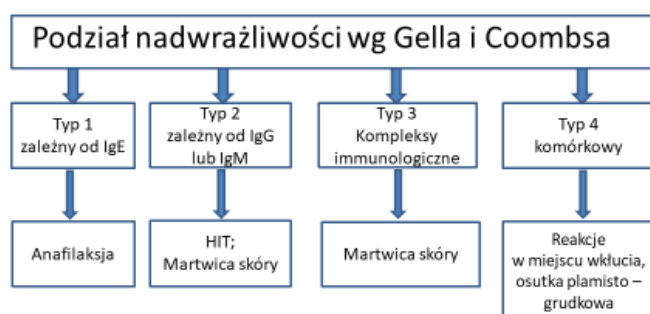 Podział nadwrażliwości wg Gella i Coombsa
Typ 1
zależny od IgE
Typ 2
zależny od IgG
lub IgM
Typ 3
Kompleksy
immunologiczne
Typ 4
komórkowy
Anafilaksja
HIT;
Martwica skóry
Martwica skóry
Reakcje
w miejscu wkłucia,
osutka plamisto –
grudkowa